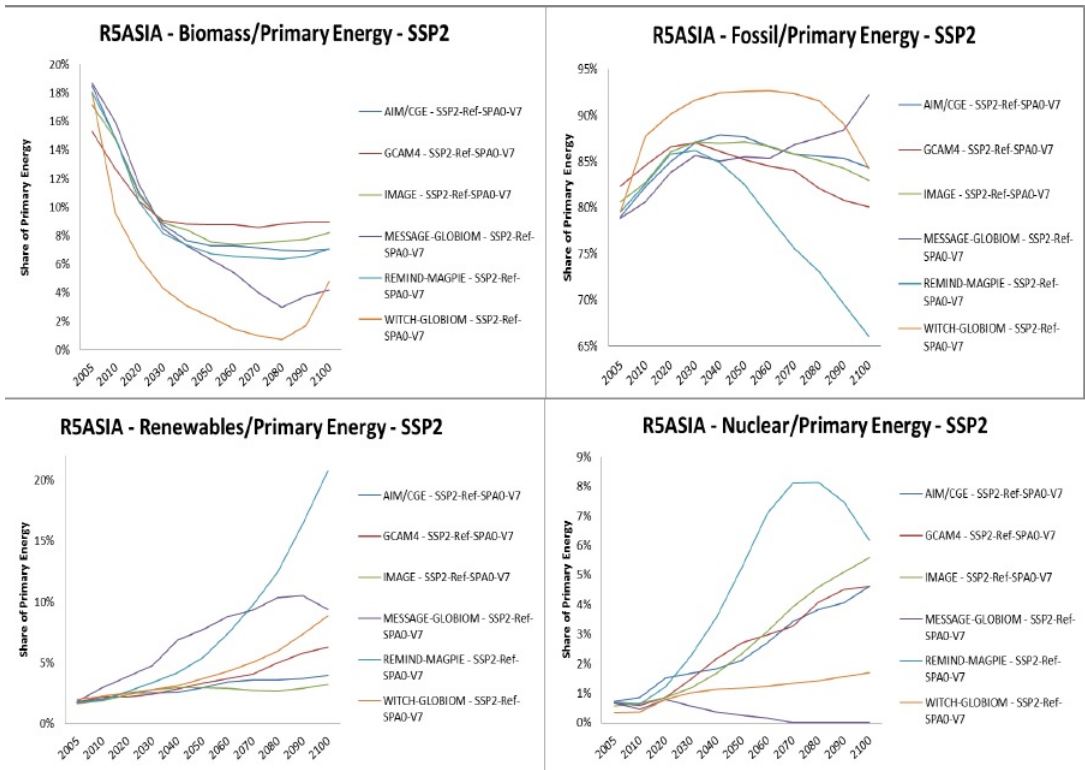 R5ASIA - Biomass/Primary Energy - SSP2
Share of Primary Energy
20%
18%
16%
14%
12%
10%
8%
6%
4%
2%
0%
2005
2010
2020
2030
2040
2050
2060
2070
2080
2090
2100
AIM/CGE - SSP2-Ref-SPA0-V7
GCAM4 - SSP2-Ref-SPA0-V7
IMAGE - SSP2-Ref-SPA0-V7
MESSAGE-GLOBIOM - SSP2-Ref-
SPA0-V7
REMIND-MAGPIE - SSP2-Ref-
SPA0-V7
WITCH-GLOBIOM - SSP2-Ref-
SPA0-V7
R5ASIA - Fossil/Primary Energy - SSP2
Share of Primary Energy
95%
90%
85%
80%
75%
70%
65%
2005
2010
2020
2030
2040
2050
2060
2070
2080
2090
2100
AIM/CGE - SSP2-Ref-SPA0-V7
GCAM4 - SSP2-Ref-SPA0-V7
IMAGE - SSP2-Ref-SPA0-V7
MESSAGE-GLOBIOM - SSP2-Ref-
SPA0-V7
REMIND-MAGPIE - SSP2-Ref-
SPA0-V7
WITCH-GLOBIOM - SSP2-Ref-
SPA0-V7
R5ASIA - Renewables/Primary Energy - SSP2
Share of Primary Energy
20%
15%
10%
5%
0%
2005
2010
2020
2030
2040
2050
2060
2070
2080
2090
2100
AIM/CGE - SSP2-Ref-SPA0-V7
GCAM4 - SSP2-Ref-SPA0-V7
IMAGE - SSP2-Ref-SPA0-V7
MESSAGE-GLOBIOM - SSP2-Ref-
SPA0-V7
REMIND-MAGPIE - SSP2-Ref-
SPA0-V7
WITCH-GLOBIOM - SSP2-Ref-
SPA0-V7
R5ASIA - Nuclear/Primary Energy - SSP2
Share of Primary Energy
9%
8%
7%
6%
5%
4%
3%
2%
1%
0%
2005
2010
2020
2030
2040
2050
2060
2070
2080
2090
2100
AIM/CGE - SSP2-Ref-SPA0-V7
GCAM4 - SSP2-Ref-SPA0-V7
IMAGE - SSP2-Ref-SPA0-V7
MESSAGE-GLOBIOM - SSP2-Ref-
SPA0-V7
REMIND-MAGPIE - SSP2-Ref-
SPA0-V7
WITCH-GLOBIOM - SSP2-Ref-
SPA0-V7